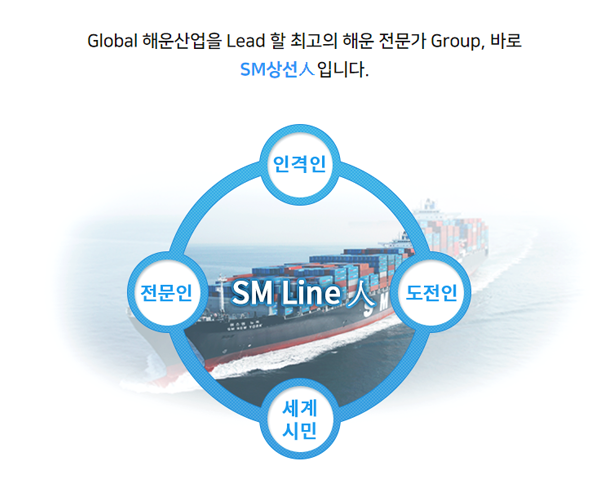 Global 해운산업을 Lead 할 최고의 해운 전문가 Group, 바로
SM상선人입니다.
인격인
전문인
SM Line 人
도전인
SM
세계
시민